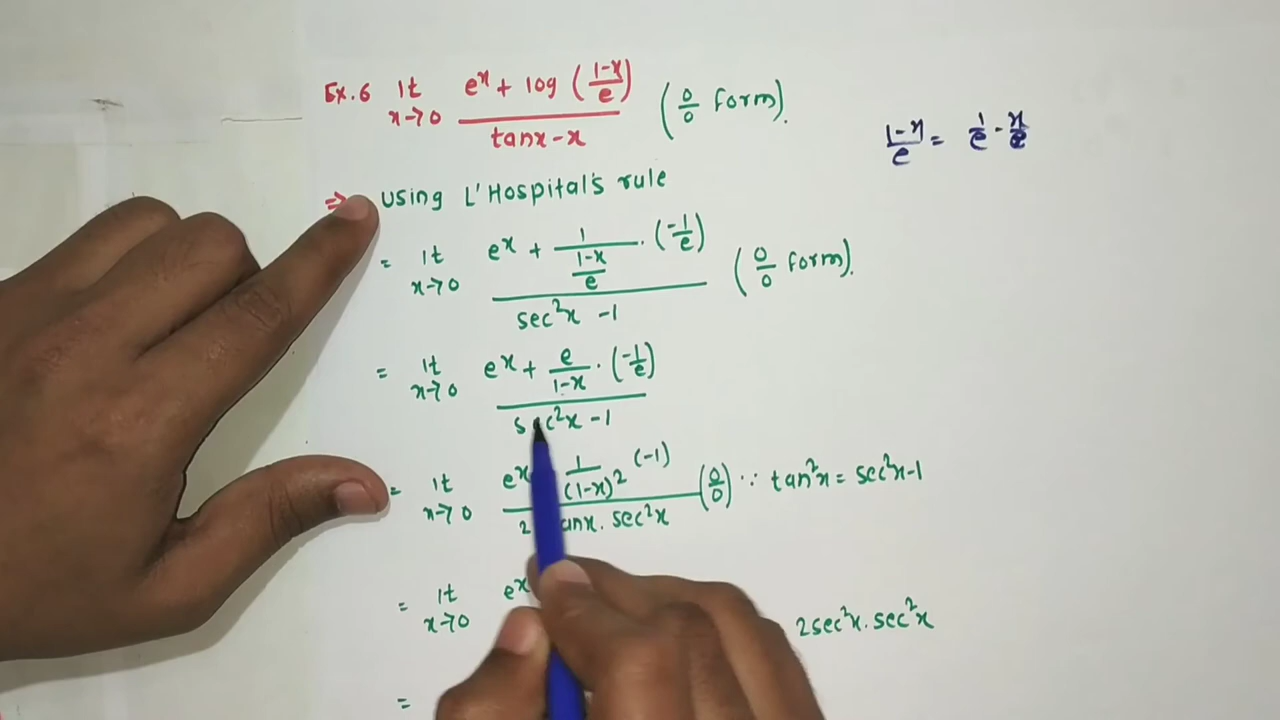 Ex.6 lt x→0 (e^x + log ((1-x)/e)) / (tanx-x) (0/0 form).
(1-x)/e = 1/e - x/e
⇒ Using L'Hospital's rule
= lt x→0 (e^x + 1/((1-x)/e) · (-1/e)) / (sec²x -1) (0/0 form).
= lt x→0 (e^x + e/(1-x) · (-1/e)) / (sec²x -1)
= lt x→0 (e^x 1/(1-x)² (-1)) / (2 tanx. sec²x) (0/0) ∵ tan²x = sec²x-1
= lt x→0 e^x 2sec²x. sec²x
=